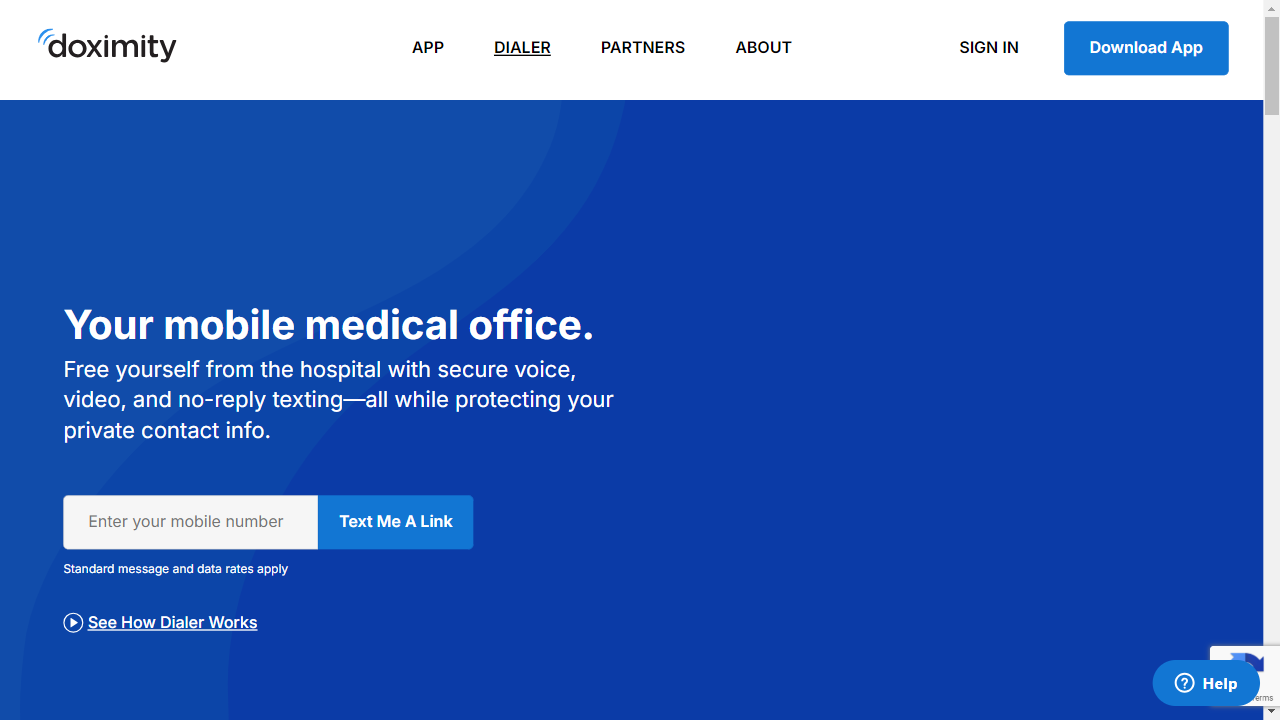 doximity
APP
DIALER
PARTNERS
ABOUT
SIGN IN
Download App
Your mobile medical office.
Free yourself from the hospital with secure voice,
video, and no-reply texting—all while protecting your
private contact info.
Enter your mobile number
Text Me A Link
Standard message and data rates apply
See How Dialer Works
Help